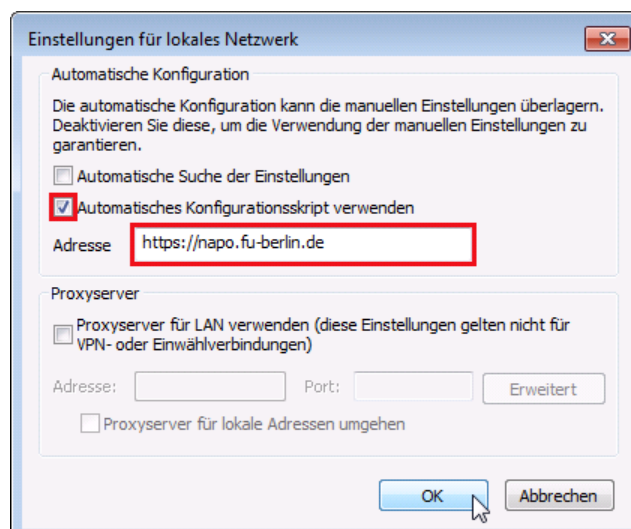 Einstellungen für lokales Netzwerk
Automatische Konfiguration
Die automatische Konfiguration kann die manuellen Einstellungen überlagern.
Deaktivieren Sie diese, um die Verwendung der manuellen Einstellungen zu
garantieren.
Automatische Suche der Einstellungen
Automatisches Konfigurationsskript verwenden
Adresse https://napo.fu-berlin.de
Proxyserver
Proxyserver für LAN verwenden (diese Einstellungen gelten nicht für
VPN- oder Einwählverbindungen)
Adresse: Port: Erweitert
Proxyserver für lokale Adressen umgehen
OK Abbrechen